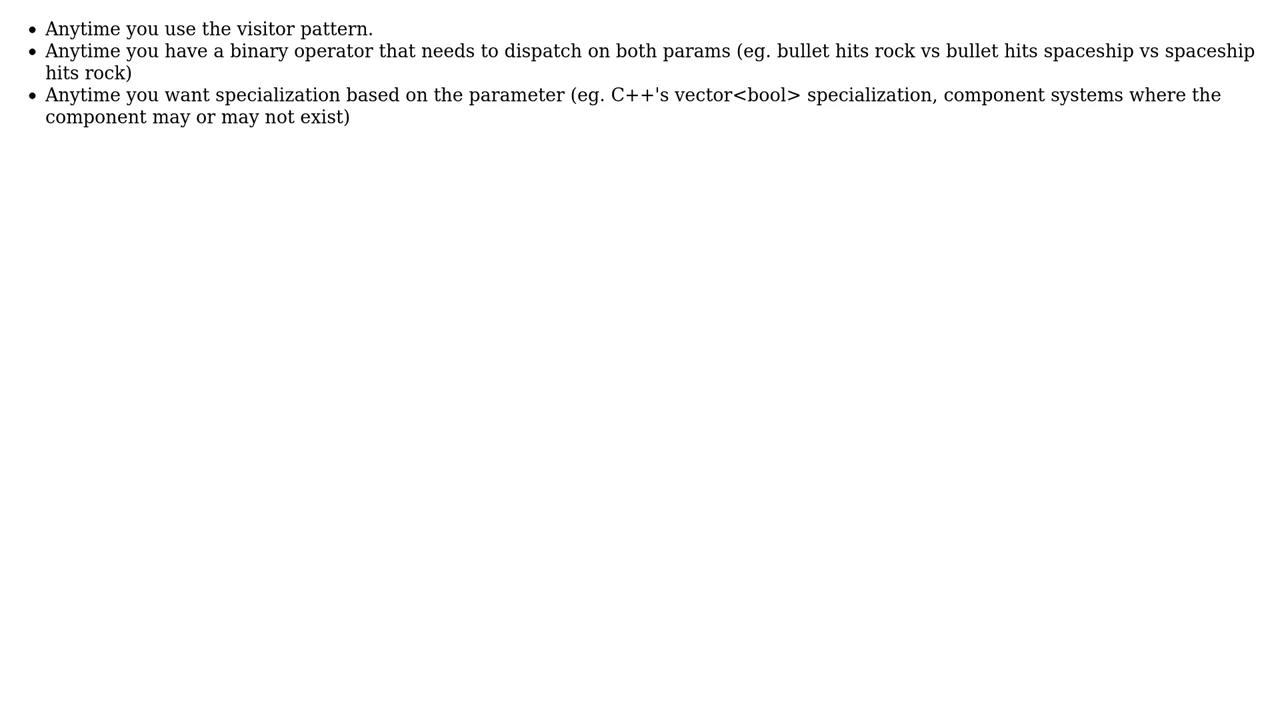 • Anytime you use the visitor pattern.
• Anytime you have a binary operator that needs to dispatch on both params (eg. bullet hits rock vs bullet hits spaceship vs spaceship
hits rock)
• Anytime you want specialization based on the parameter (eg. C++'s vector<bool> specialization, component systems where the
component may or may not exist)